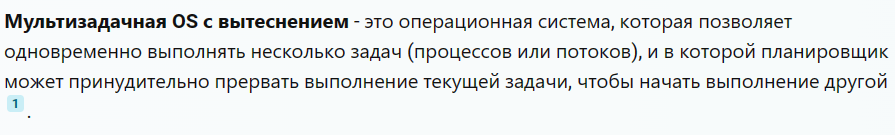 Мультизадачная OS с вытеснением - это операционная система, которая позволяет
одновременно выполнять несколько задач (процессов или потоков), и в которой планировщик
может принудительно прервать выполнение текущей задачи, чтобы начать выполнение другой
1 .